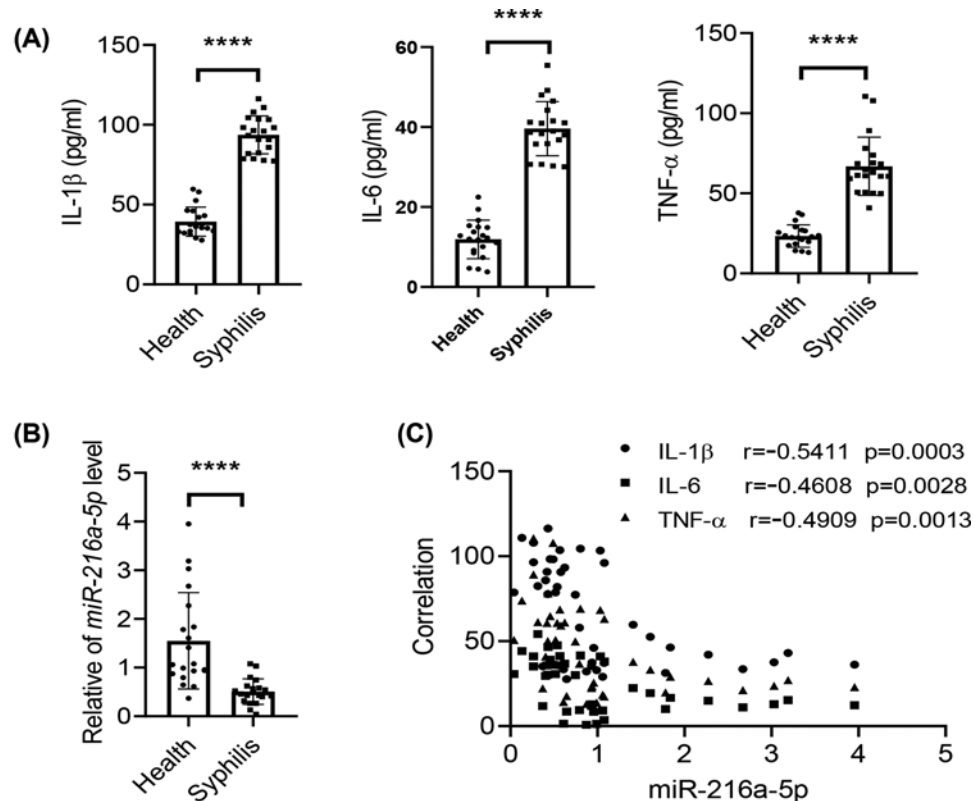 (A)
150
100
50
0
IL-1β (pg/ml)
****
Health
Syphilis
60
40
20
0
IL-6 (pg/ml)
****
Health
Syphilis
150
100
50
0
TNF-α (pg/ml)
****
Health
Syphilis
(B)
5
4
3
2
1
0
Relative of miR-216a-5p level
****
Health
Syphilis
(C)
IL-1β r=−0.5411 p=0.0003
IL-6 r=−0.4608 p=0.0028
TNF-α r=−0.4909 p=0.0013
150
100
50
0
Correlation
0 1 2 3 4 5
miR-216a-5p